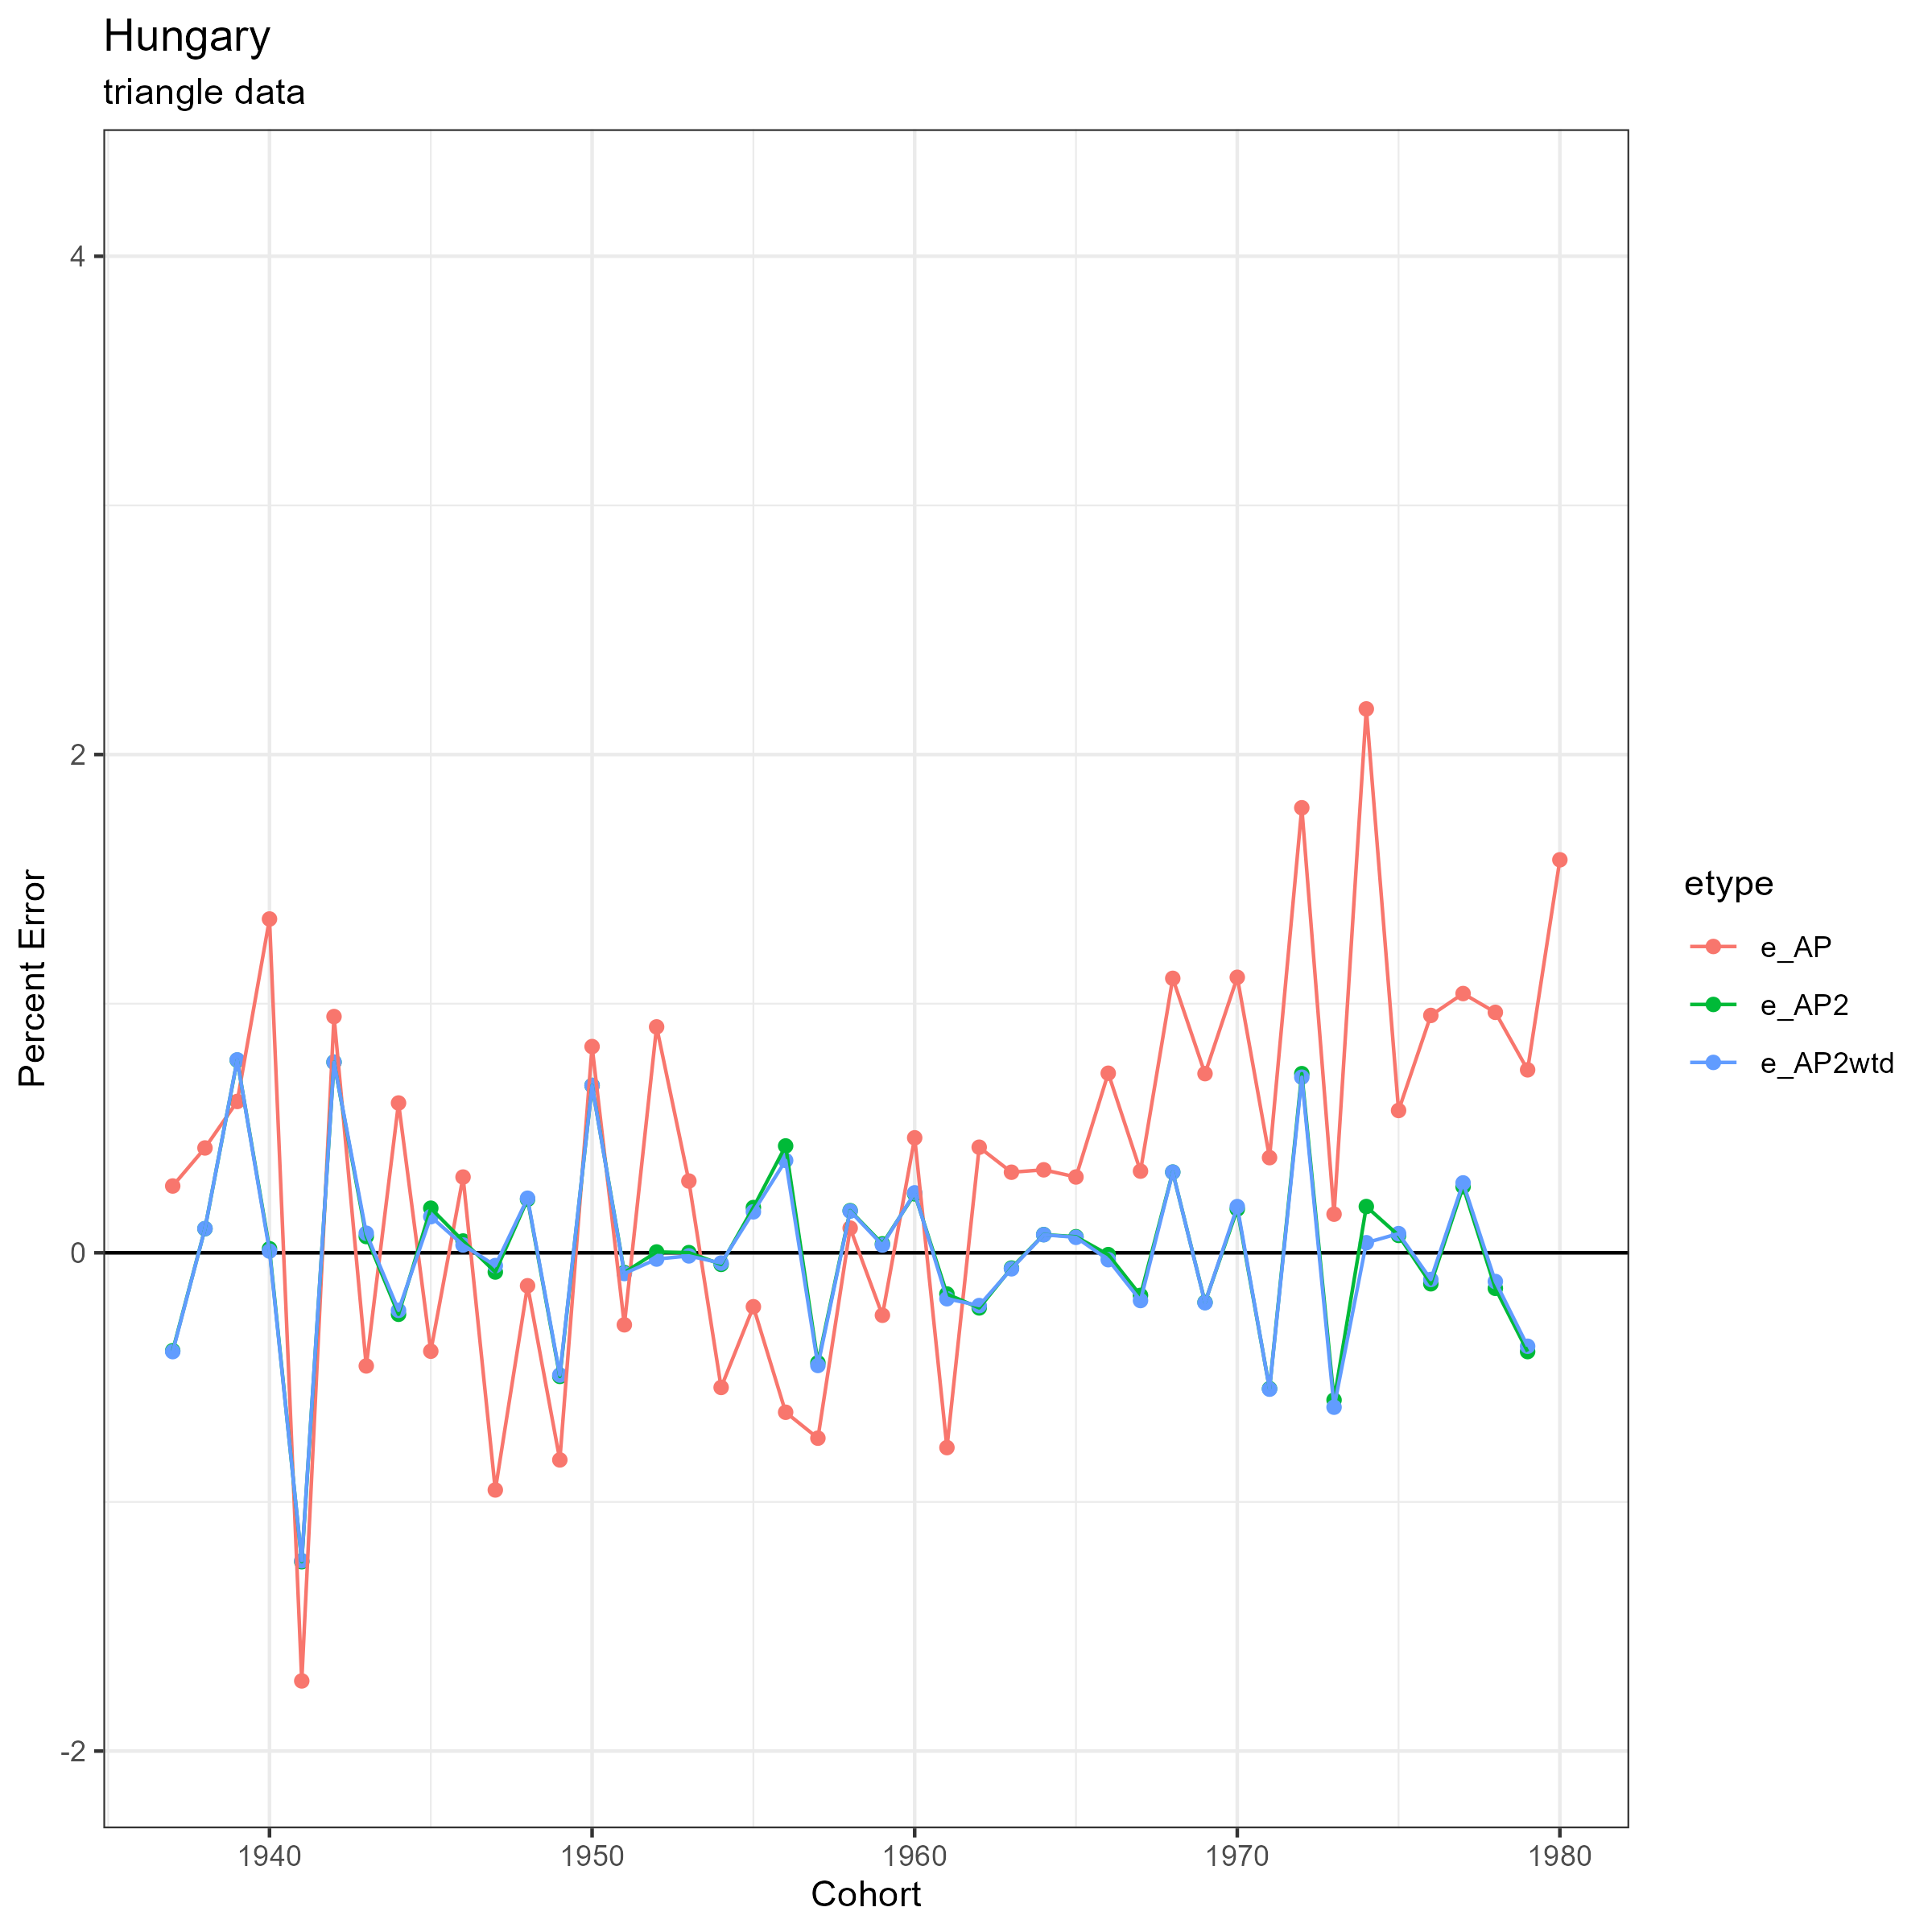 Hungary
triangle data
Percent Error
4
2
0
-2
1940 1950 1960 1970 1980
Cohort
etype
e_AP
e_AP2
e_AP2wtd